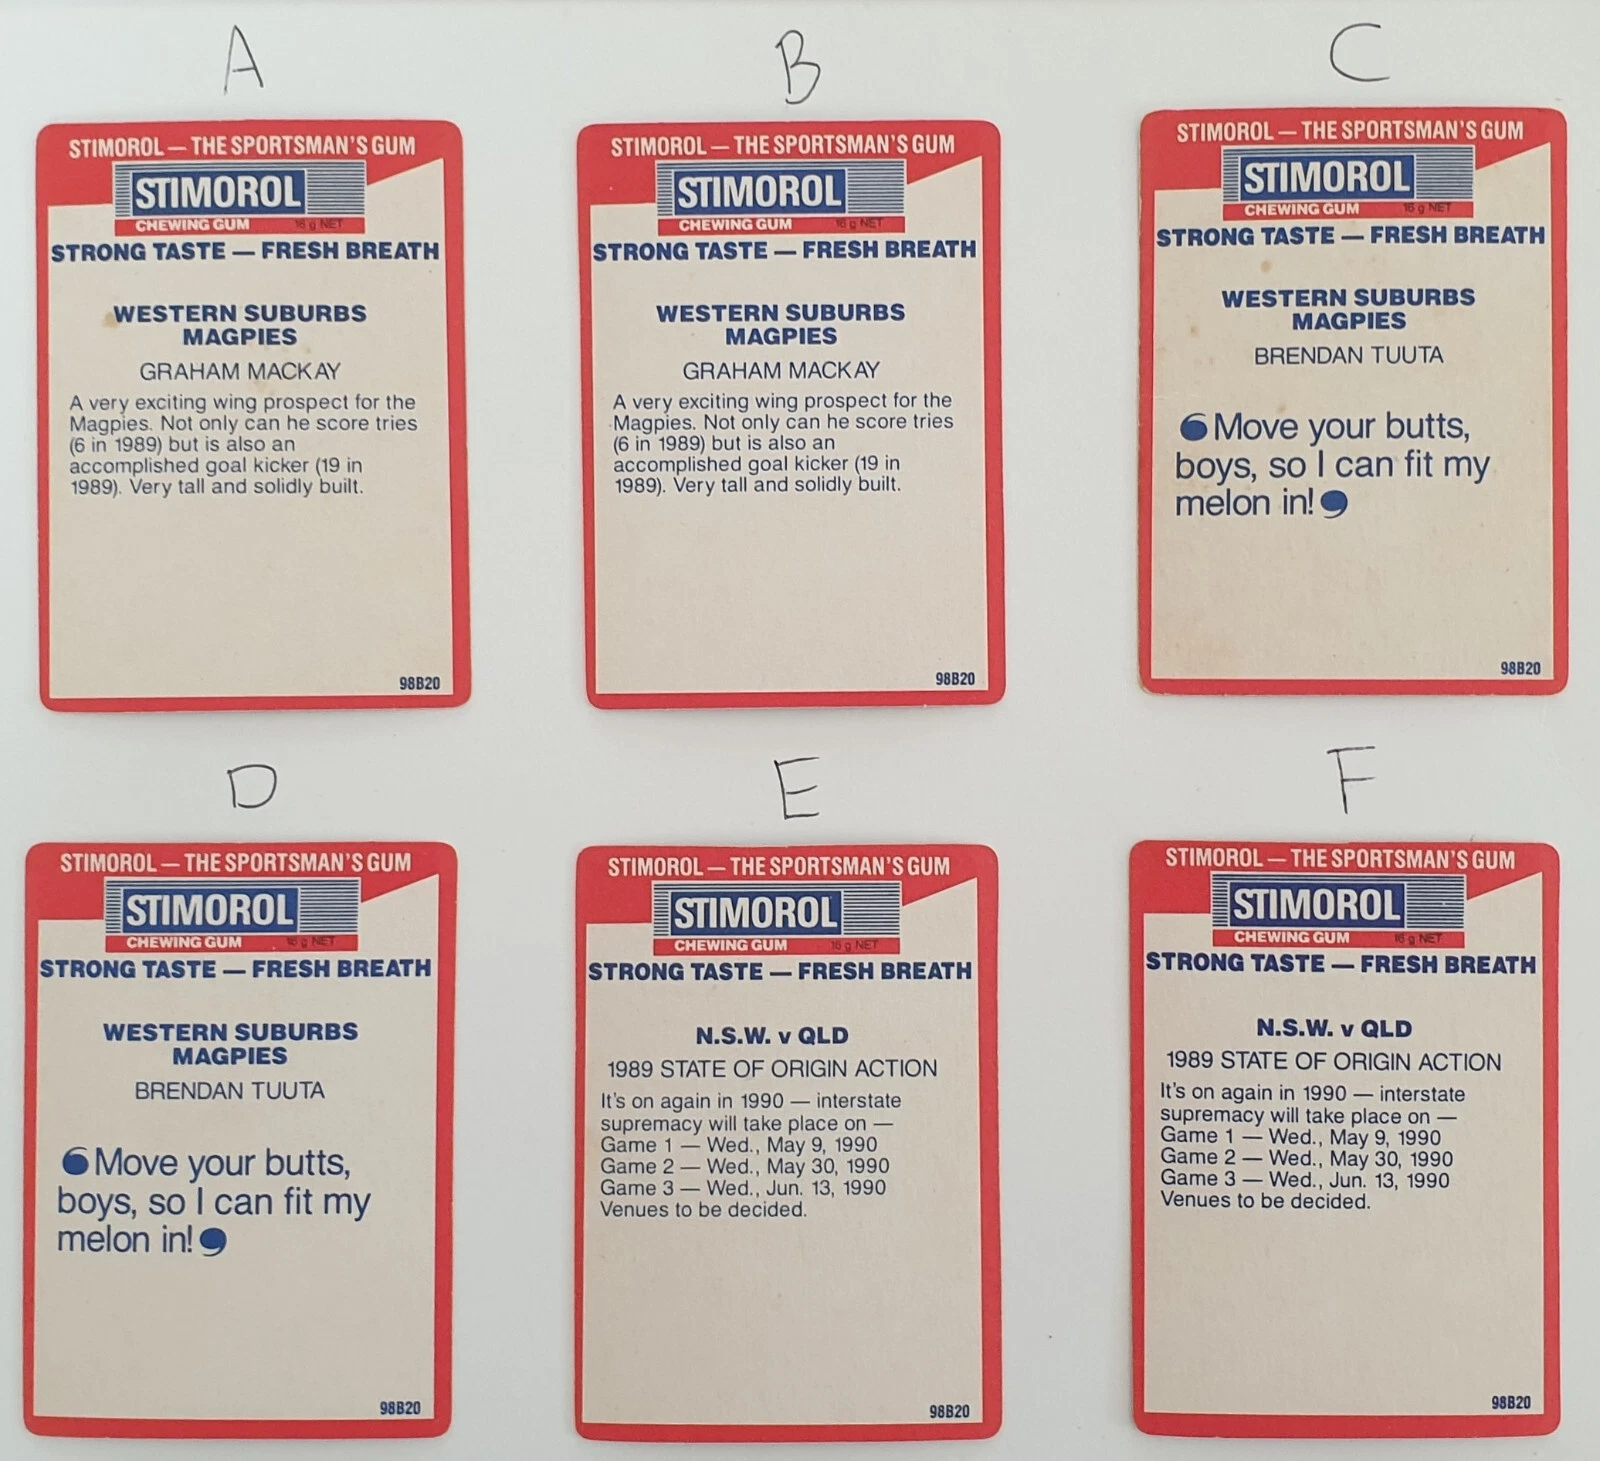 A
STIMOROL — THE SPORTSMAN'S GUM
STIMOROL
CHEWING GUM 16 g NET
STRONG TASTE — FRESH BREATH
WESTERN SUBURBS
MAGPIES
GRAHAM MACKAY
A very exciting wing prospect for the
Magpies. Not only can he score tries
(6 in 1989) but is also an
accomplished goal kicker (19 in
1989). Very tall and solidly built.
98B20
B
STIMOROL — THE SPORTSMAN'S GUM
STIMOROL
CHEWING GUM 16 g NET
STRONG TASTE — FRESH BREATH
WESTERN SUBURBS
MAGPIES
GRAHAM MACKAY
A very exciting wing prospect for the
Magpies. Not only can he score tries
(6 in 1989) but is also an
accomplished goal kicker (19 in
1989). Very tall and solidly built.
98B20
C
STIMOROL — THE SPORTSMAN'S GUM
STIMOROL
CHEWING GUM 16 g NET
STRONG TASTE — FRESH BREATH
WESTERN SUBURBS
MAGPIES
BRENDAN TUUTA
❛Move your butts,
boys, so I can fit my
melon in!❜
98B20
D
STIMOROL — THE SPORTSMAN'S GUM
STIMOROL
CHEWING GUM 16 g NET
STRONG TASTE — FRESH BREATH
WESTERN SUBURBS
MAGPIES
BRENDAN TUUTA
❛Move your butts,
boys, so I can fit my
melon in!❜
98B20
E
STIMOROL — THE SPORTSMAN'S GUM
STIMOROL
CHEWING GUM 16 g NET
STRONG TASTE — FRESH BREATH
N.S.W. v QLD
1989 STATE OF ORIGIN ACTION
It's on again in 1990 — interstate
supremacy will take place on —
Game 1 — Wed., May 9, 1990
Game 2 — Wed., May 30, 1990
Game 3 — Wed., Jun. 13, 1990
Venues to be decided.
98B20
F
STIMOROL — THE SPORTSMAN'S GUM
STIMOROL
CHEWING GUM 16 g NET
STRONG TASTE — FRESH BREATH
N.S.W. v QLD
1989 STATE OF ORIGIN ACTION
It's on again in 1990 — interstate
supremacy will take place on —
Game 1 — Wed., May 9, 1990
Game 2 — Wed., May 30, 1990
Game 3 — Wed., Jun. 13, 1990
Venues to be decided.
98B20